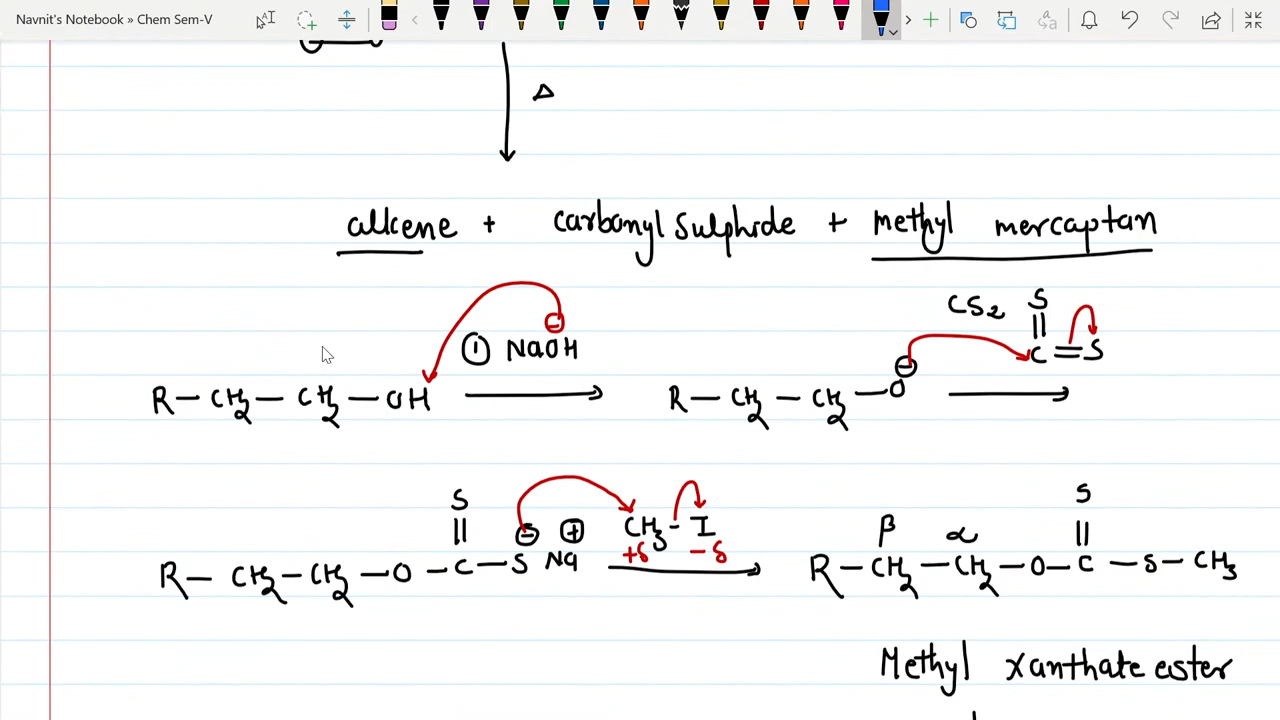 Navnit's Notebook » Chem Sem-V
Δ
alkene + carbonyl sulphide + methyl mercaptan
CS2 S
① NaOH ⊖ C=S
R-CH2-CH2-OH R-CH2-CH2-O⊖
S S
⊖ ⊕ CH3-I β α
+δ -δ
R-CH2-CH2-O-C-S Na R-CH2-CH2-O-C-S-CH3
Methyl xanthate ester